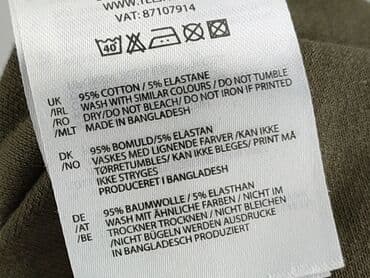 VAT: 87107914
40
UK
/IRL
/RO
/MLT
95% COTTON / 5% ELASTANE
WASH WITH SIMILAR COLOURS / DO NOT TUMBLE
DRY/DO NOT BLEACH/ DO NOT IRON IF PRINTED
MADE IN BANGLADESH
DK
/NO
95% BOMULD/ 5% ELASTAN
VASKES MED LIGNENDE FARVER/ KAN IKKE
TØRRETUMBLES/ KAN IKKE BLEGES/ PRINT MÅ
IKKE STRYGES
PRODUCERET I BANGLADESH
DE
/AT
/BE
95% BAUMWOLLE / 5% ELASTHAN
WASH MIT ÄHNLICHE FARBEN / NICHT IM
TROCKNER TROCKNEN / NICHT BLEICHEN
/NICHT BÜGELN WERDEN AUSDRUCKE
IN BANGLADESCH PRODUZIERT